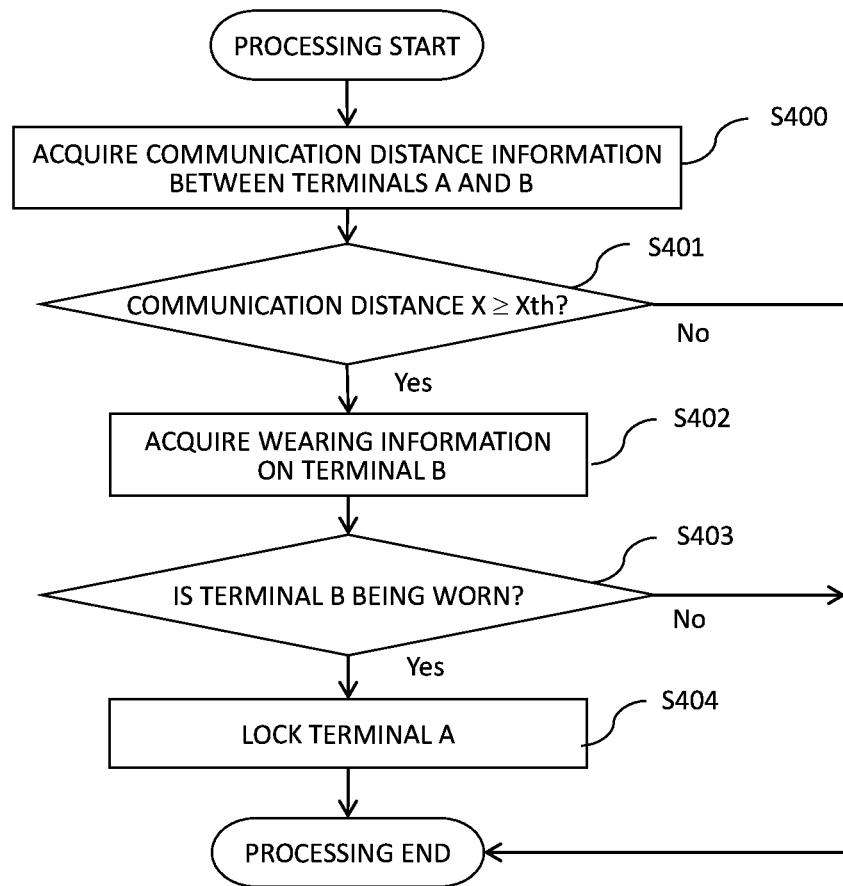 PROCESSING START
S400
ACQUIRE COMMUNICATION DISTANCE INFORMATION
BETWEEN TERMINALS A AND B
S401
COMMUNICATION DISTANCE X ≥ Xth?
No
Yes
S402
ACQUIRE WEARING INFORMATION
ON TERMINAL B
S403
IS TERMINAL B BEING WORN?
No
Yes
S404
LOCK TERMINAL A
PROCESSING END